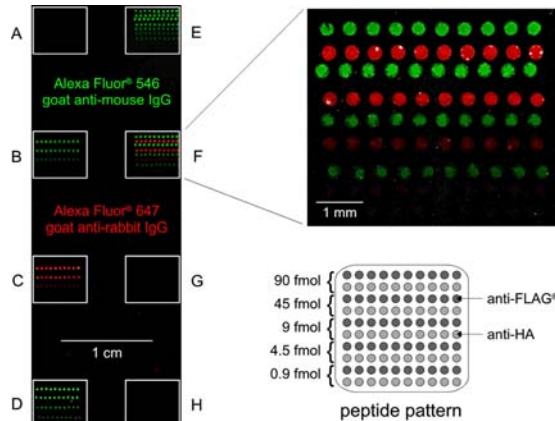 A
E
Alexa Fluor® 546
goat anti-mouse IgG
B
F
Alexa Fluor® 647
goat anti-rabbit IgG
C
G
1 cm
D
H
1 mm
90 fmol
45 fmol
9 fmol
4.5 fmol
0.9 fmol
anti-FLAG®
anti-HA
peptide pattern